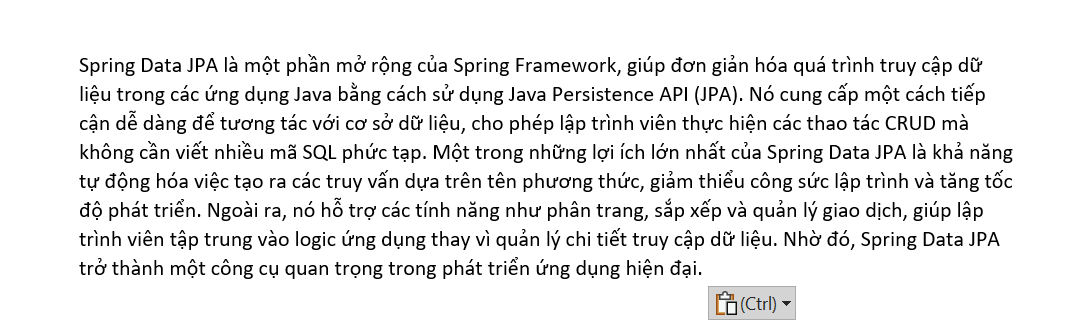 Spring Data JPA là một phần mở rộng của Spring Framework, giúp đơn giản hóa quá trình truy cập dữ
liệu trong các ứng dụng Java bằng cách sử dụng Java Persistence API (JPA). Nó cung cấp một cách tiếp
cận dễ dàng để tương tác với cơ sở dữ liệu, cho phép lập trình viên thực hiện các thao tác CRUD mà
không cần viết nhiều mã SQL phức tạp. Một trong những lợi ích lớn nhất của Spring Data JPA là khả năng
tự động hóa việc tạo ra các truy vấn dựa trên tên phương thức, giảm thiểu công sức lập trình và tăng tốc
độ phát triển. Ngoài ra, nó hỗ trợ các tính năng như phân trang, sắp xếp và quản lý giao dịch, giúp lập
trình viên tập trung vào logic ứng dụng thay vì quản lý chi tiết truy cập dữ liệu. Nhờ đó, Spring Data JPA
trở thành một công cụ quan trọng trong phát triển ứng dụng hiện đại.
(Ctrl)